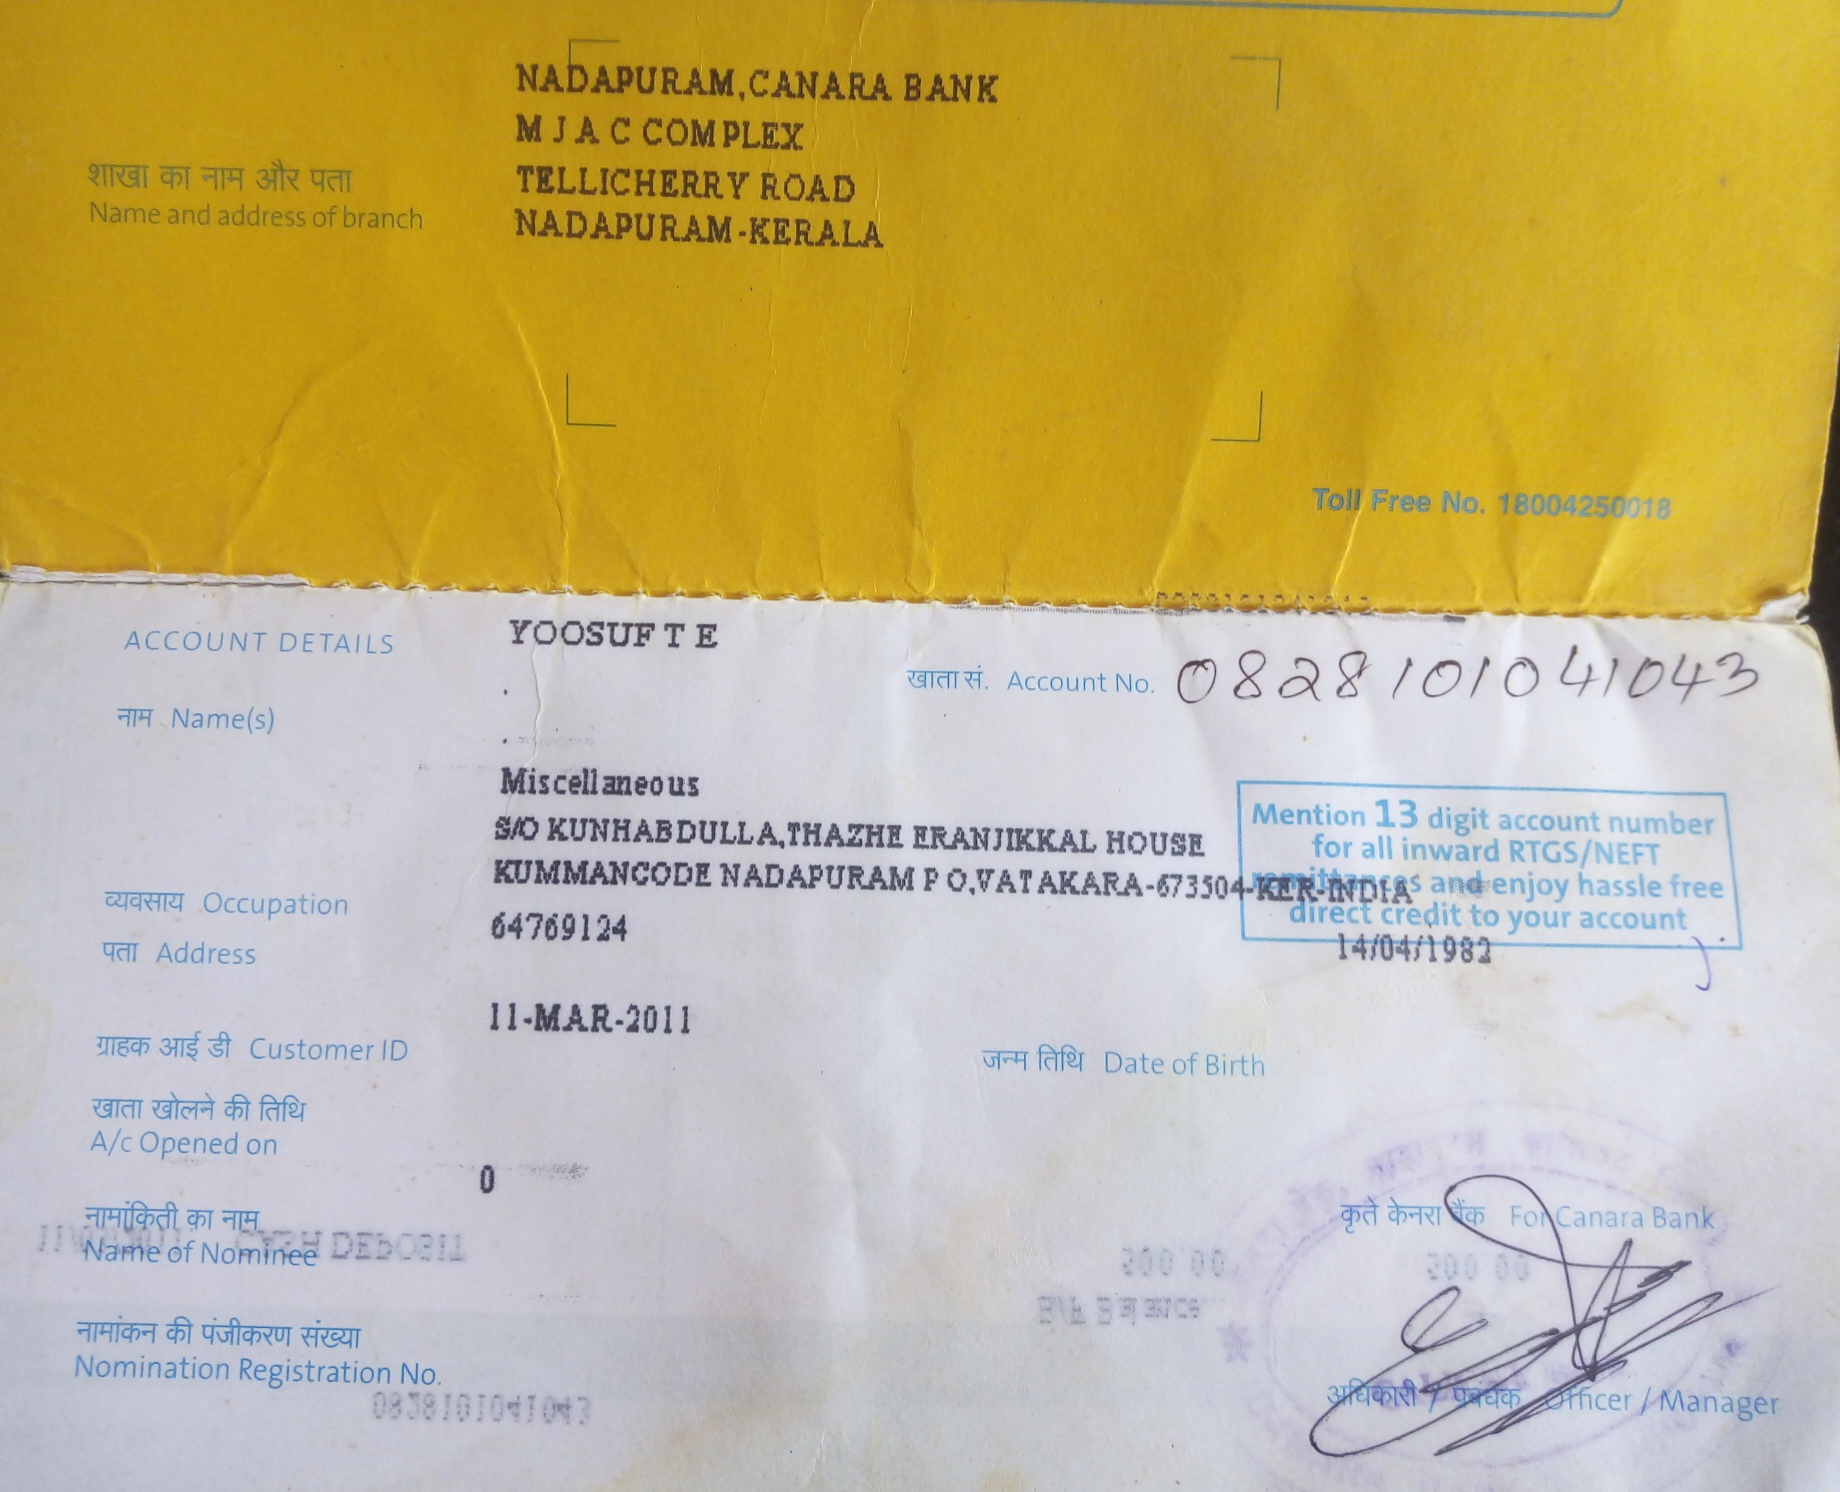 NADAPURAM,CANARA BANK
M J A C COMPLEX
TELLICHERRY ROAD
NADAPURAM-KERALA
शाखा का नाम और पता
Name and address of branch
Toll Free No. 18004250018
ACCOUNT DETAILS
YOOSUF T E
खाता सं. Account No. 0828101041043
.
नाम Name(s)
.
Miscellaneous
S/O KUNHABDULLA,THAZHE ERANJIKKAL HOUSE
KUMMANCODE NADAPURAM P O,VATAKARA-673504-KER-INDIA
Mention 13 digit account number
for all inward RTGS/NEFT
remittances and enjoy hassle free
direct credit to your account
व्यवसाय Occupation
64769124
14/04/1982
पता Address
11-MAR-2011
ग्राहक आई डी Customer ID
जन्म तिथि Date of Birth
खाता खोलने की तिथि
A/c Opened on
0
नामांकिती का नाम
Name of Nominee
CASH DEPOSIT
500.00
500.00
B/F Balance
कृते केनरा बैंक For Canara Bank
नामांकन की पंजीकरण संख्या
Nomination Registration No.
0828101041043
अधिकारी / प्रबंधक Officer / Manager